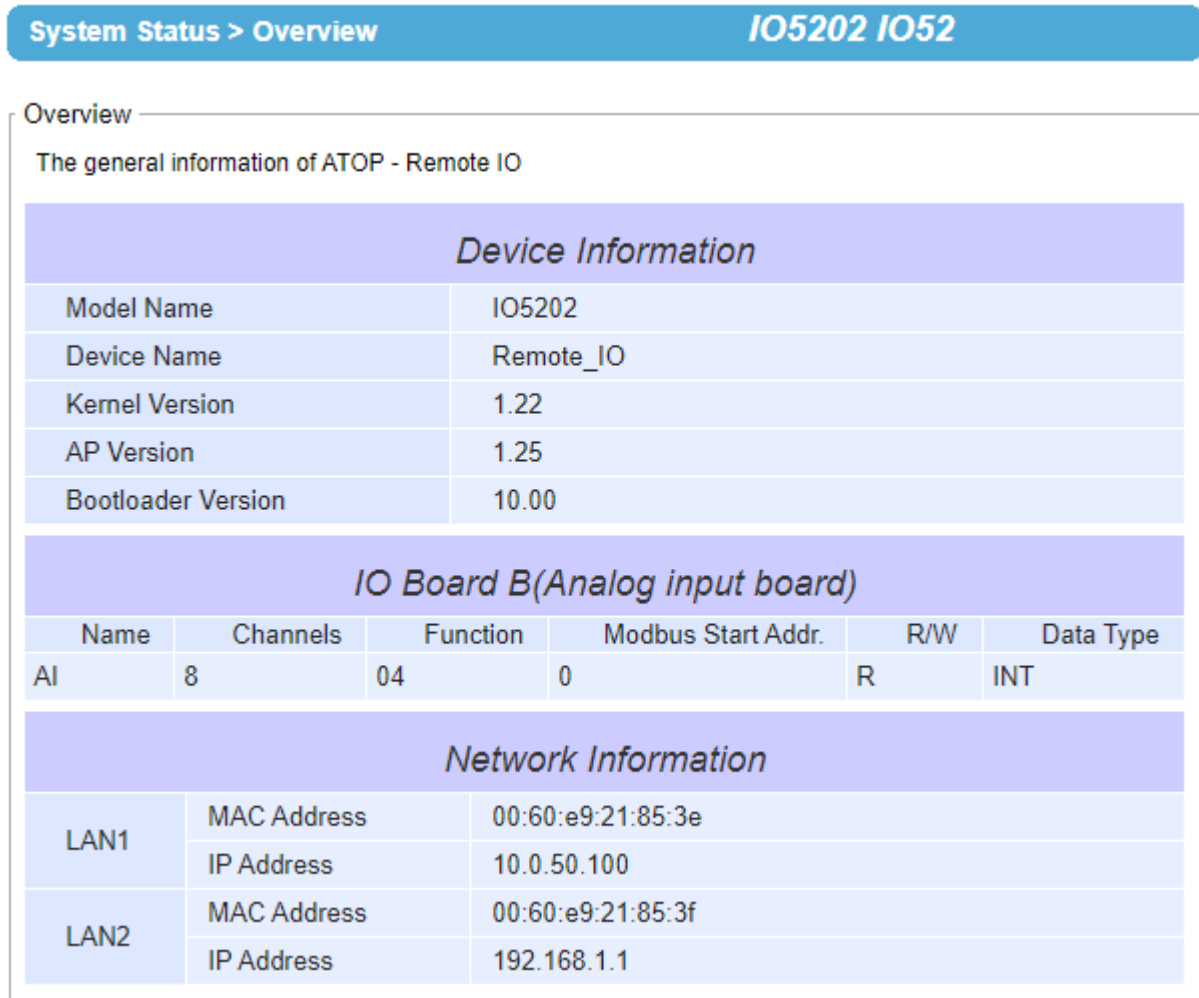 System Status > Overview IO5202 IO52
Overview
The general information of ATOP - Remote IO
Device Information
Model Name IO5202
Device Name Remote_IO
Kernel Version 1.22
AP Version 1.25
Bootloader Version 10.00
IO Board B(Analog input board)
Name Channels Function Modbus Start Addr. R/W Data Type
AI 8 04 0 R INT
Network Information
LAN1
MAC Address 00:60:e9:21:85:3e
IP Address 10.0.50.100
LAN2
MAC Address 00:60:e9:21:85:3f
IP Address 192.168.1.1